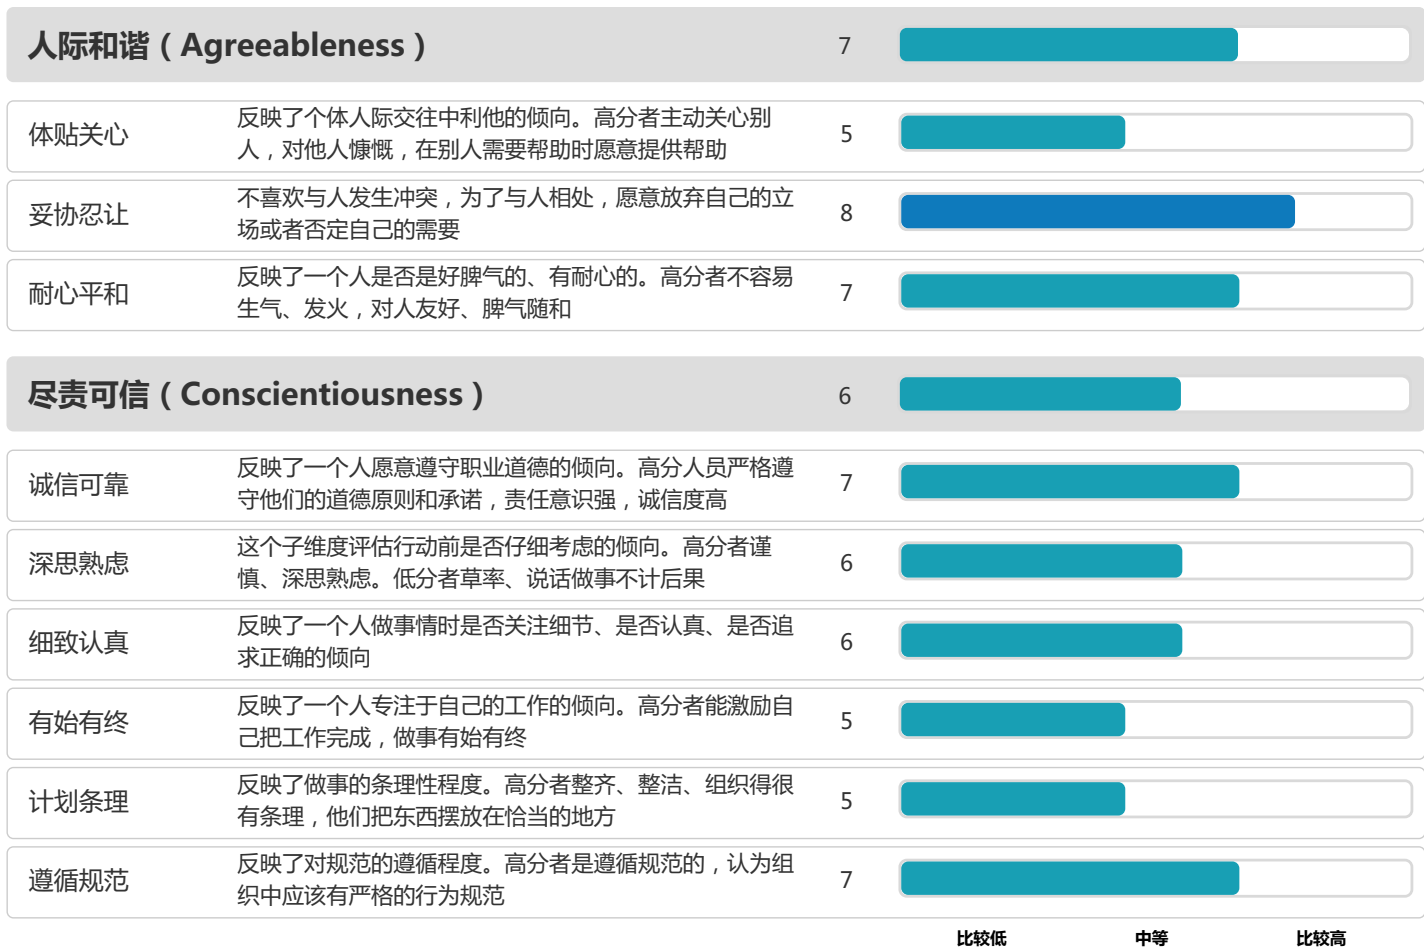 人际和谐（Agreeableness） 7
体贴关心
反映了个体人际交往中利他的倾向。高分者主动关心别
人，对他人慷慨，在别人需要帮助时愿意提供帮助
5
妥协忍让
不喜欢与人发生冲突，为了与人相处，愿意放弃自己的立
场或者否定自己的需要
8
耐心平和
反映了一个人是否是好脾气的、有耐心的。高分者不容易
生气、发火，对人友好、脾气随和
7
尽责可信（Conscientiousness） 6
诚信可靠
反映了一个人愿意遵守职业道德的倾向。高分人员严格遵
守他们的道德原则和承诺，责任意识强，诚信度高
7
深思熟虑
这个子维度评估行动前是否仔细考虑的倾向。高分者谨
慎、深思熟虑。低分者草率、说话做事不计后果
6
细致认真
反映了一个人做事情时是否关注细节、是否认真、是否追
求正确的倾向
6
有始有终
反映了一个人专注于自己的工作的倾向。高分者能激励自
己把工作完成，做事有始有终
5
计划条理
反映了做事的条理性程度。高分者整齐、整洁、组织得很
有条理，他们把东西摆放在恰当的地方
5
遵循规范
反映了对规范的遵循程度。高分者是遵循规范的，认为组
织中应该有严格的行为规范
7
比较低 中等 比较高